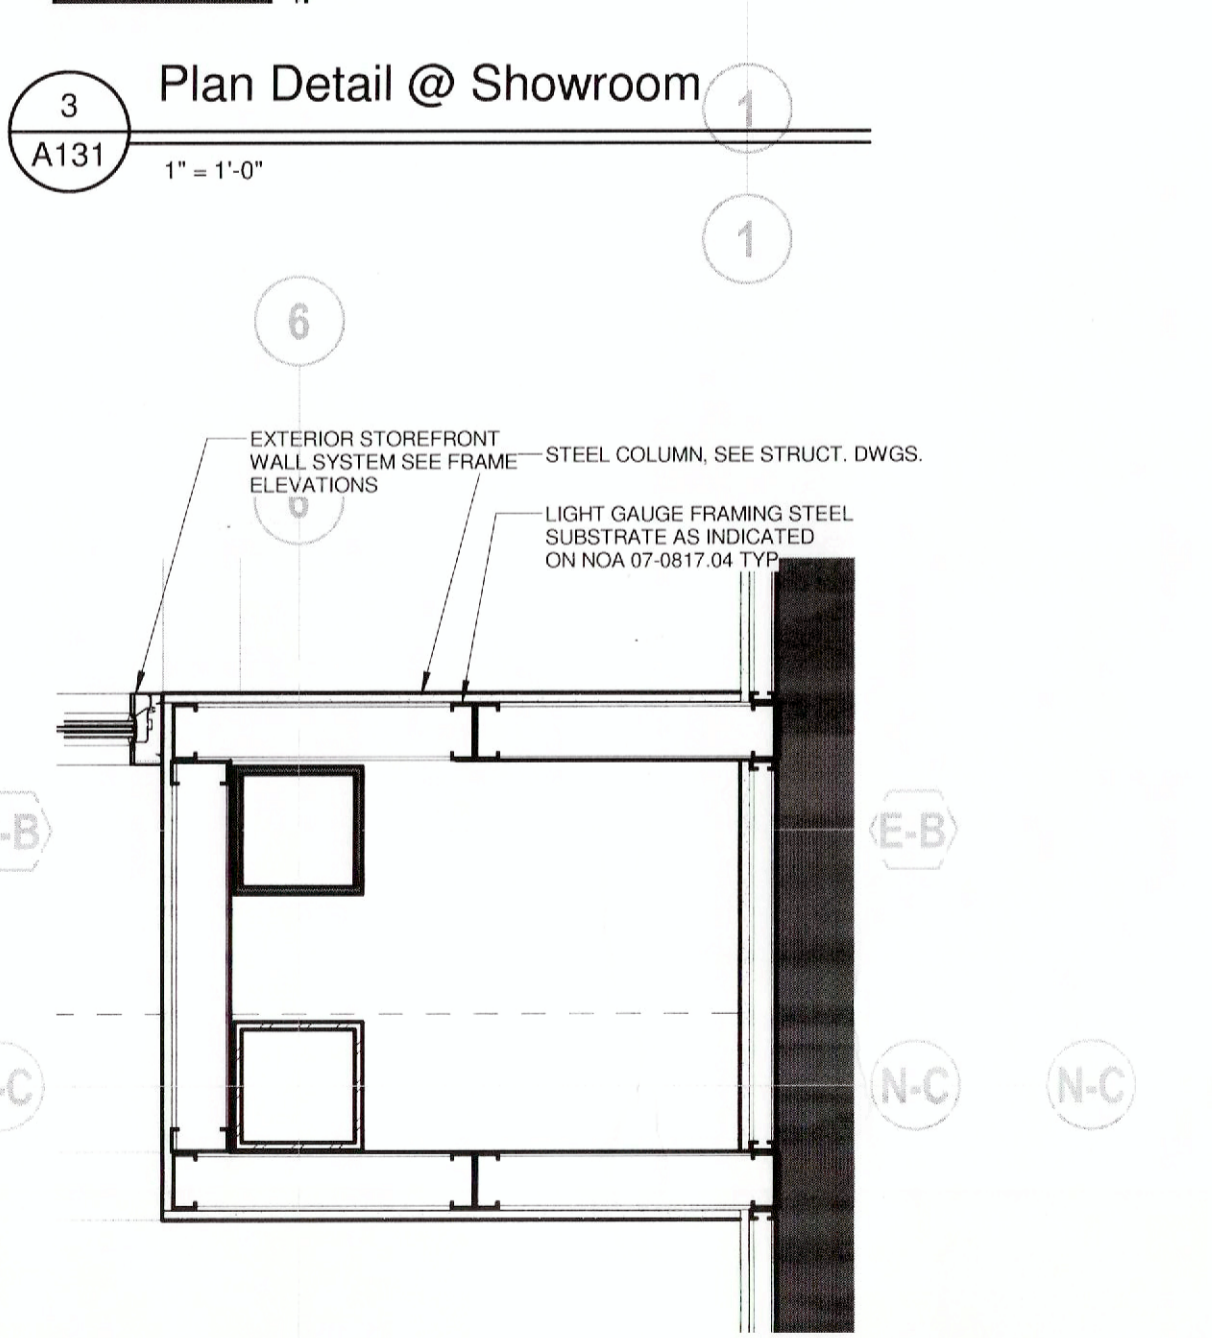 Plan Detail @ Showroom
3
A131
1" = 1'-0"
1
1
6
6
EXTERIOR STOREFRONT
WALL SYSTEM SEE FRAME
ELEVATIONS
STEEL COLUMN, SEE STRUCT. DWGS.
LIGHT GAUGE FRAMING STEEL
SUBSTRATE AS INDICATED
ON NOA 07-0817.04 TYP
-B
E-B
-C
N-C
N-C